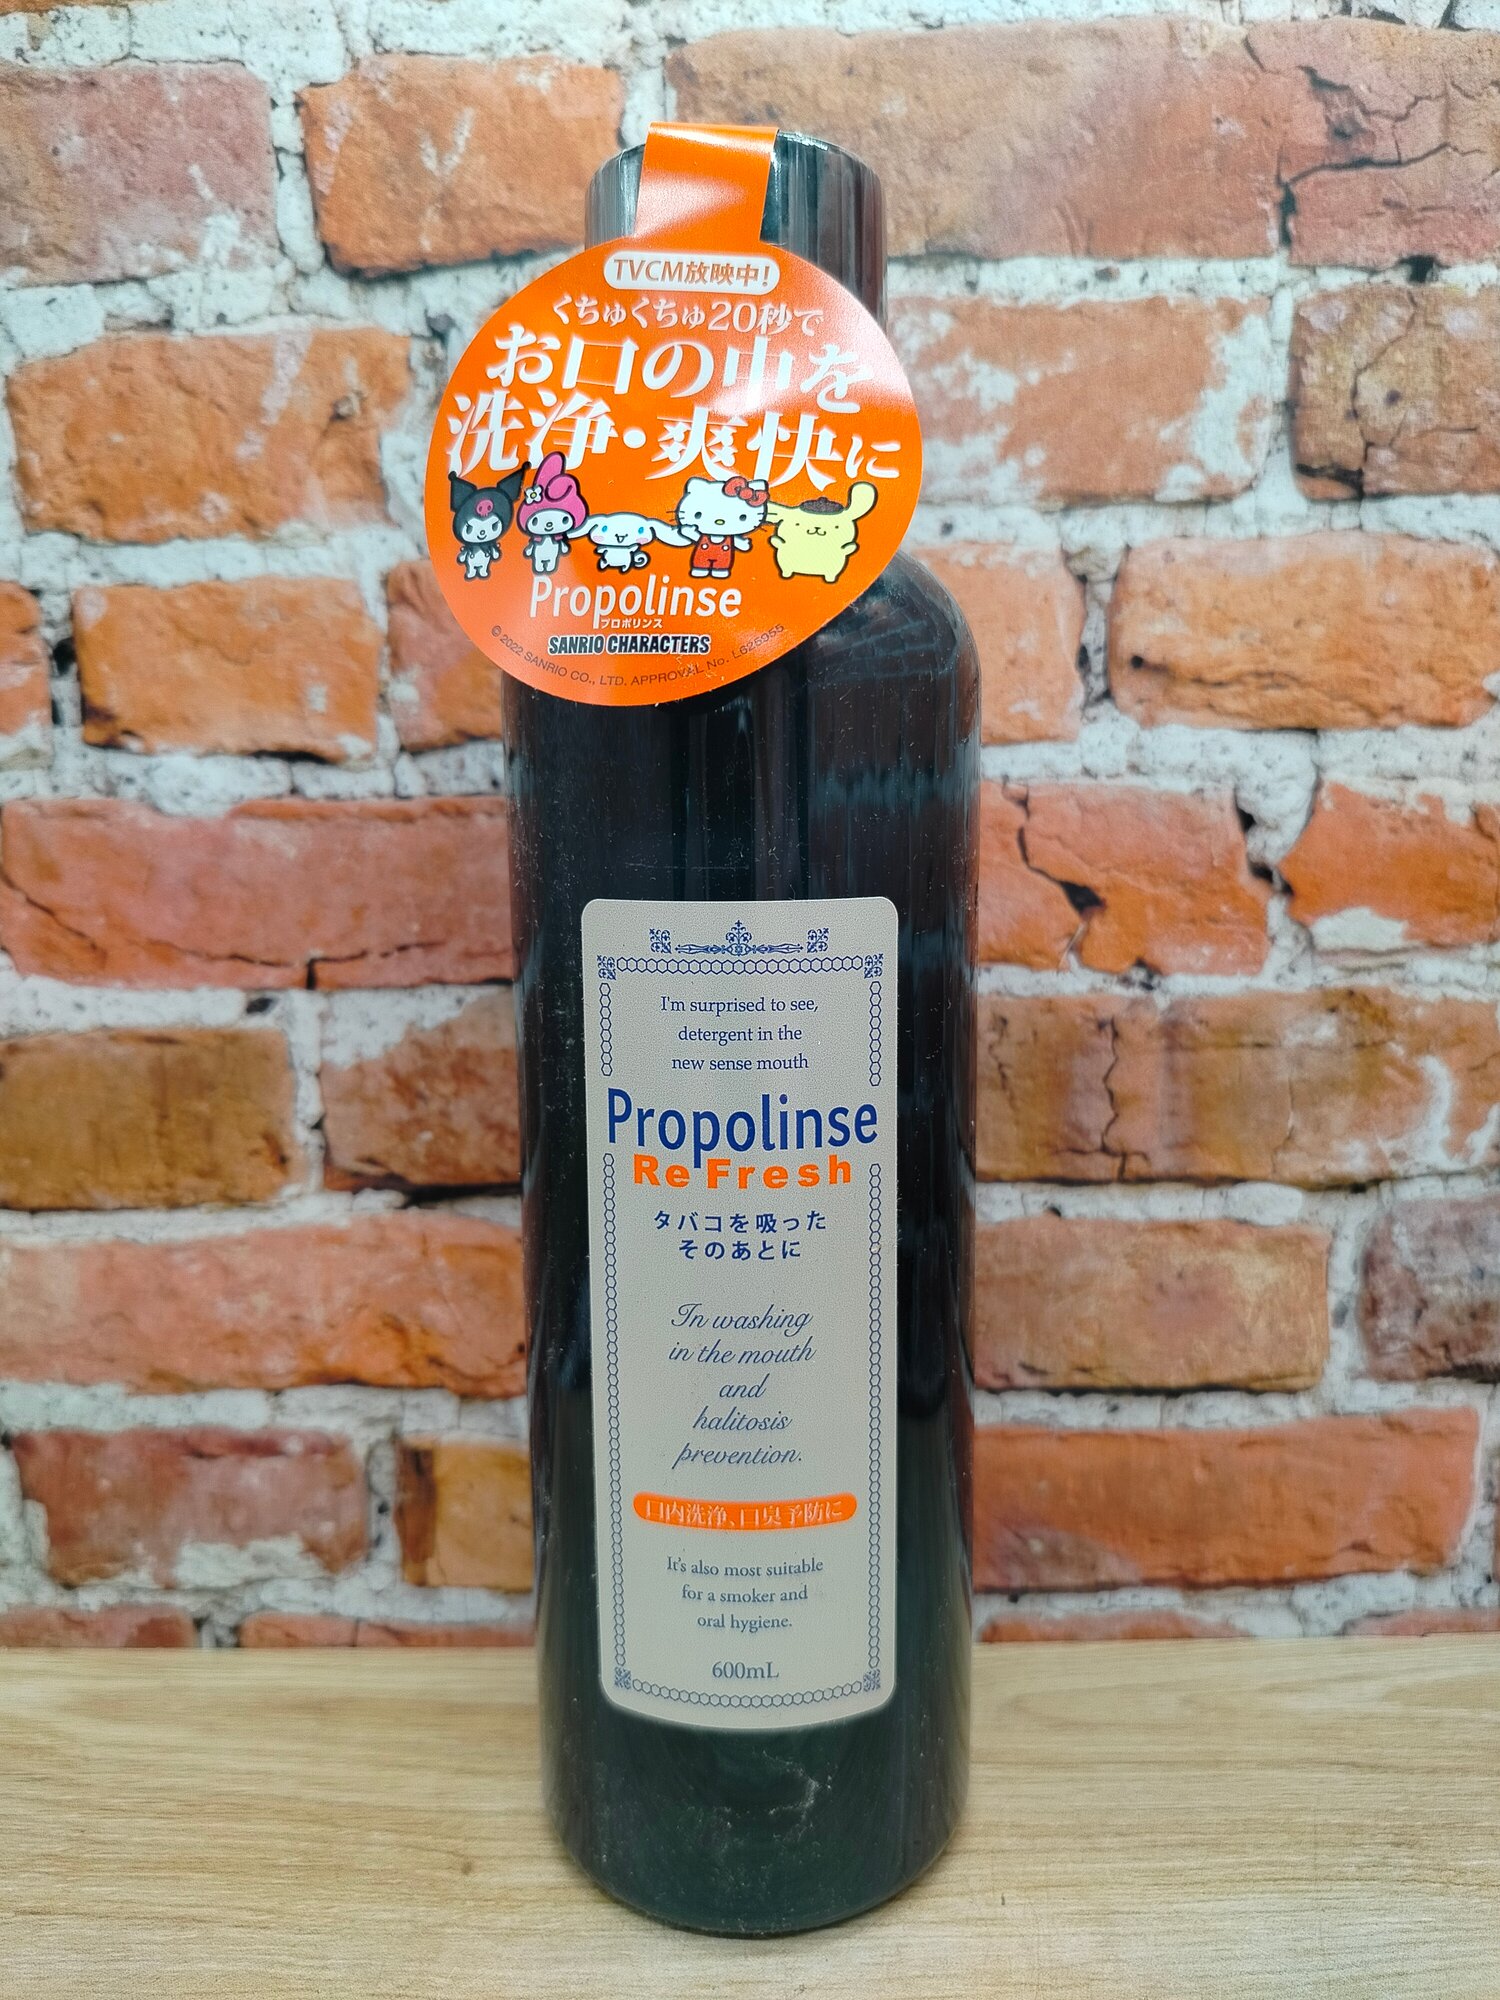 TVCM放映中!
くちゅくちゅ20秒で
お口の中を
洗浄・爽快に
Propolinse
プロポリンス
SANRIO CHARACTERS
© 2022 SANRIO CO., LTD. APPROVAL No. L625955
I'm surprised to see,
detergent in the
new sense mouth
Propolinse
Re Fresh
タバコを吸った
そのあとに
In washing
in the mouth
and
halitosis
prevention.
口内洗浄、口臭予防に
It's also most suitable
for a smoker and
oral hygiene.
600mL